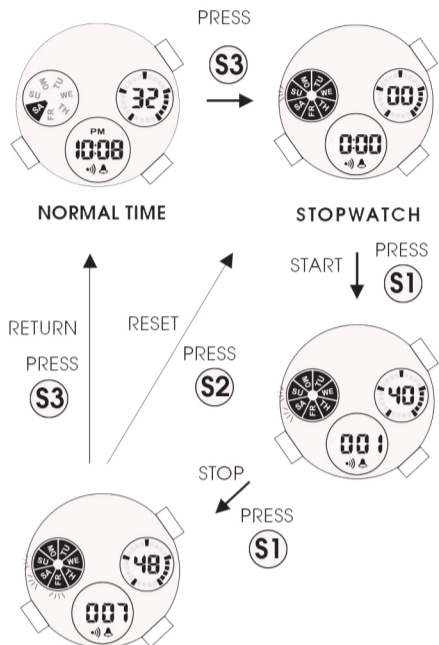 PRESS
S3
MO TU WE TH FR SA SU
32
PM
10:08
NORMAL TIME
MO TU WE TH FR SA SU
00
0:00
STOPWATCH
START
PRESS
S1
MO TU WE TH FR SA SU
40
001
RETURN
PRESS
S3
RESET
PRESS
S2
STOP
PRESS
S1
MO TU WE TH FR SA SU
48
007